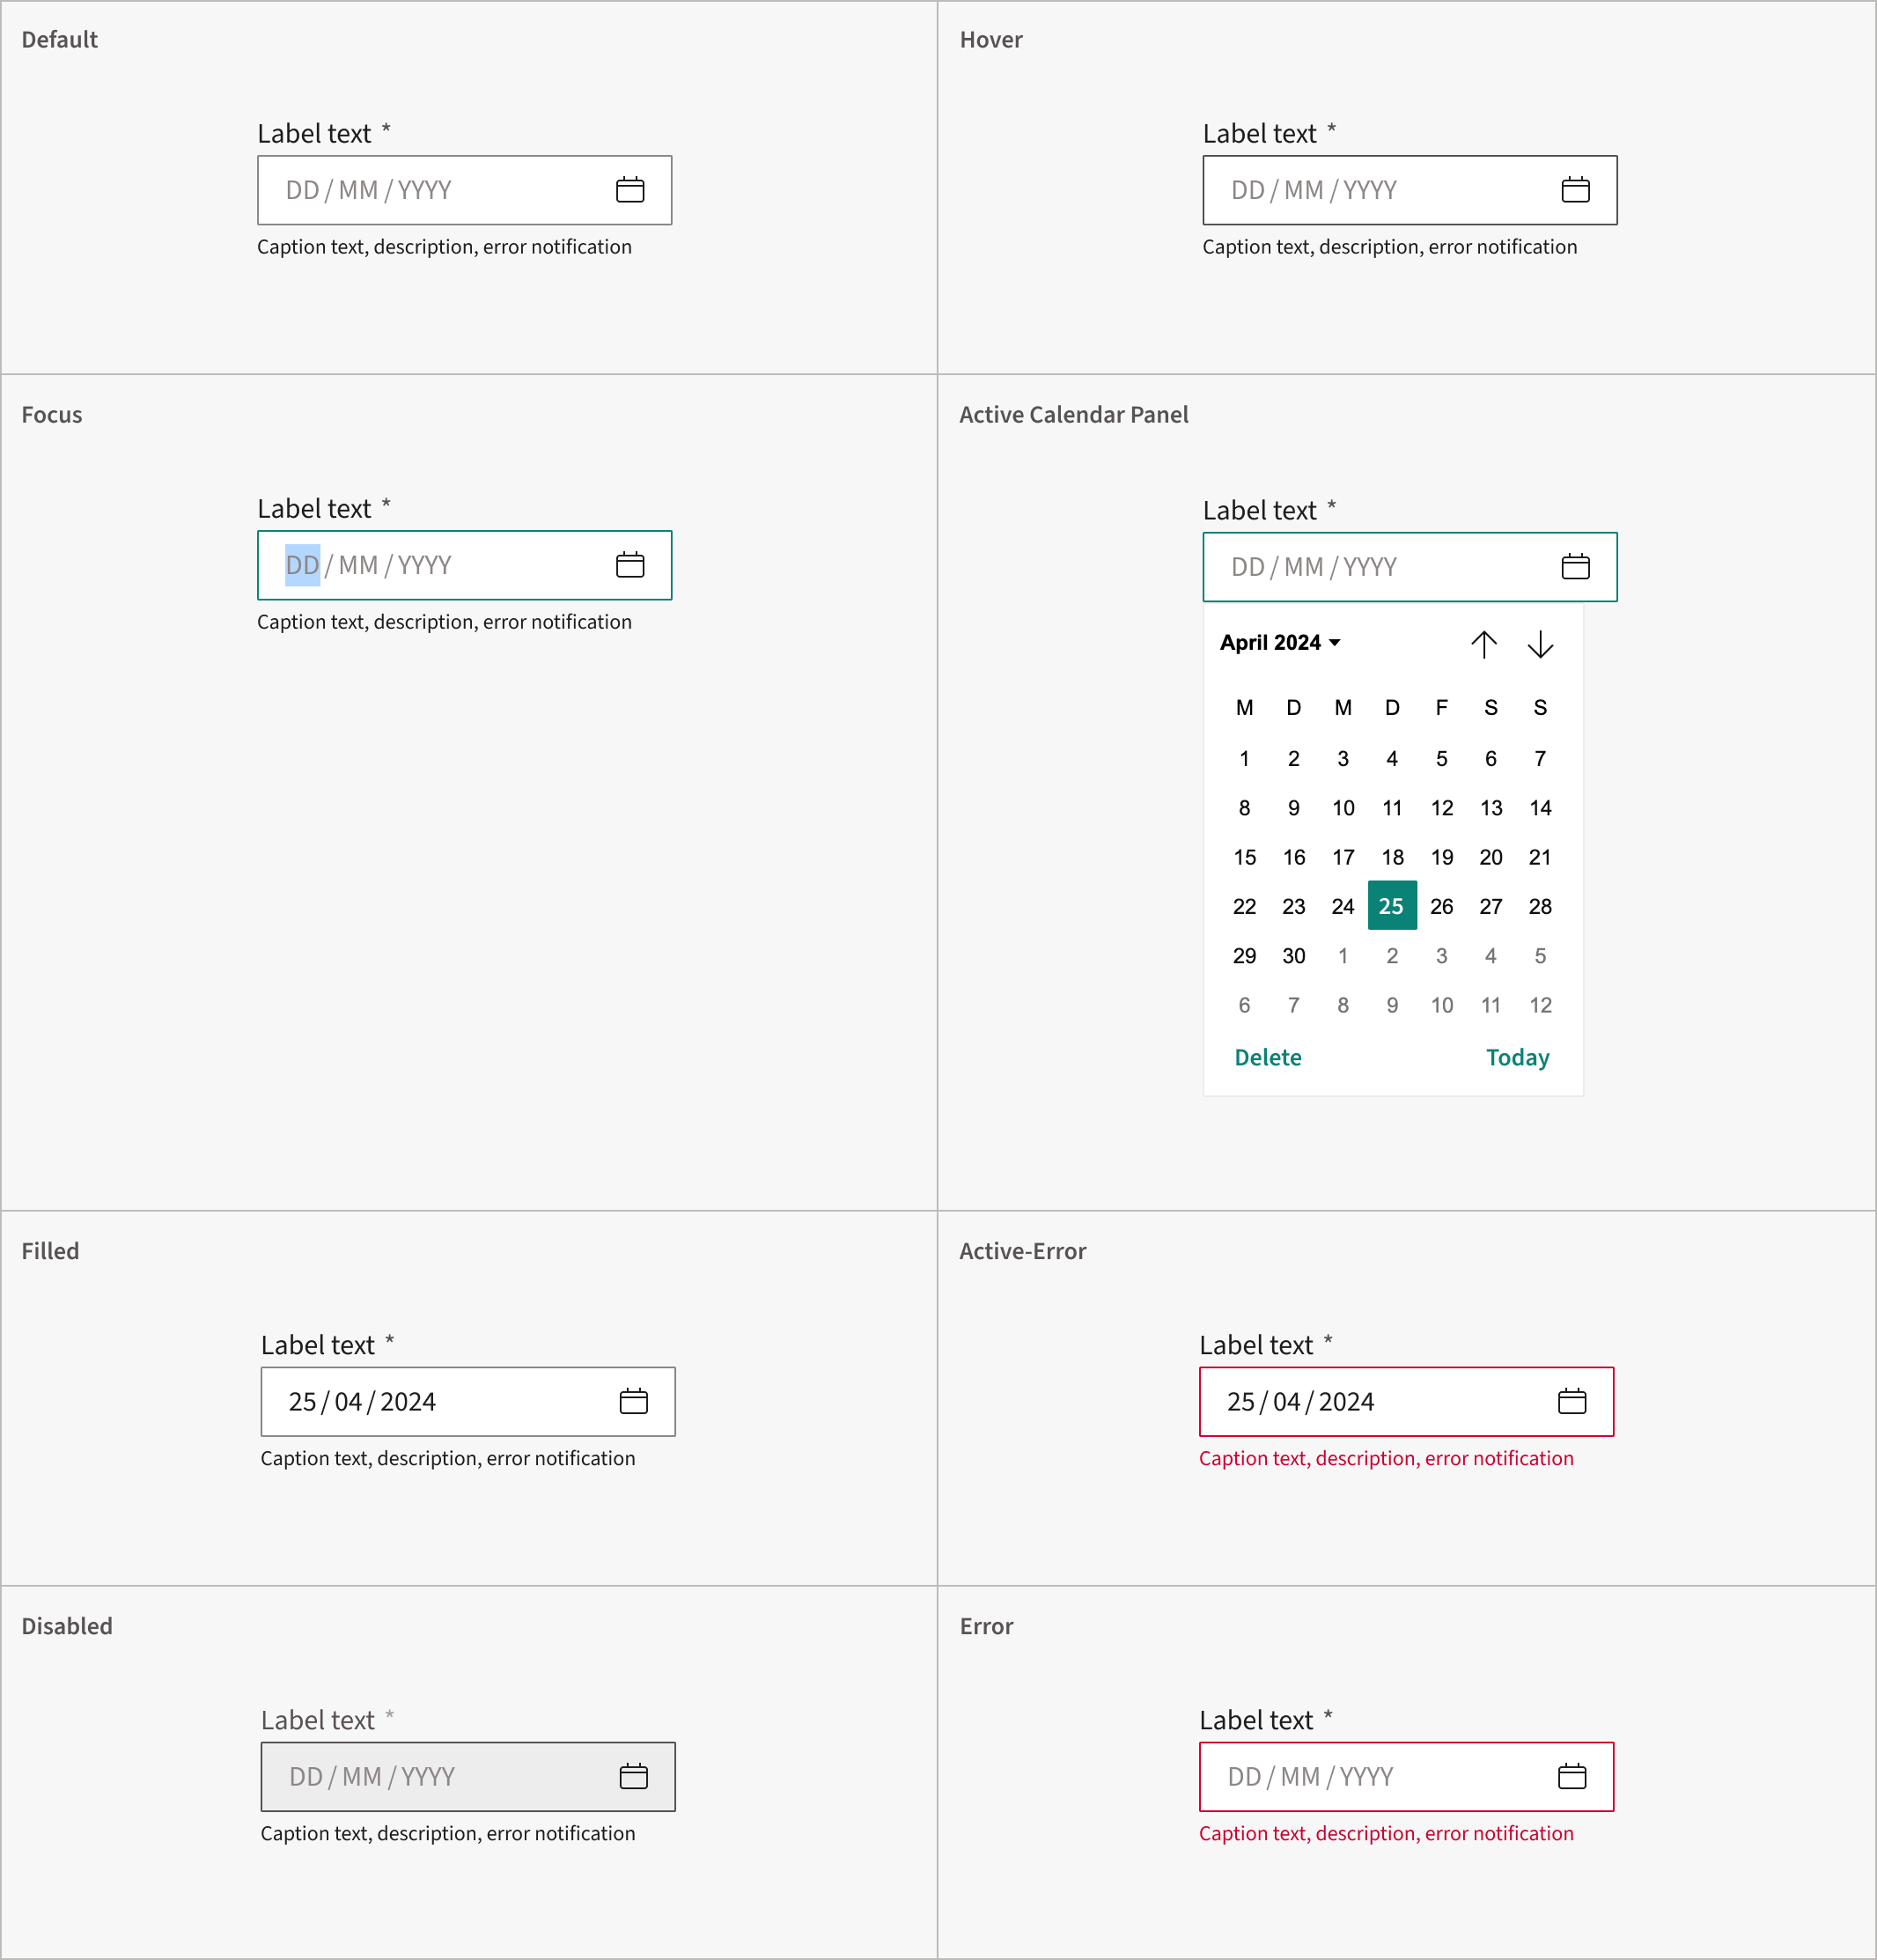 Default
Label text *
DD / MM / YYYY
Caption text, description, error notification
Hover
Label text *
DD / MM / YYYY
Caption text, description, error notification
Focus
Label text *
DD / MM / YYYY
Caption text, description, error notification
Active Calendar Panel
Label text *
DD / MM / YYYY
April 2024
M D M D F S S
1 2 3 4 5 6 7
8 9 10 11 12 13 14
15 16 17 18 19 20 21
22 23 24 25 26 27 28
29 30 1 2 3 4 5
6 7 8 9 10 11 12
Delete Today
Filled
Label text *
25 / 04 / 2024
Caption text, description, error notification
Active-Error
Label text *
25 / 04 / 2024
Caption text, description, error notification
Disabled
Label text *
DD / MM / YYYY
Caption text, description, error notification
Error
Label text *
DD / MM / YYYY
Caption text, description, error notification